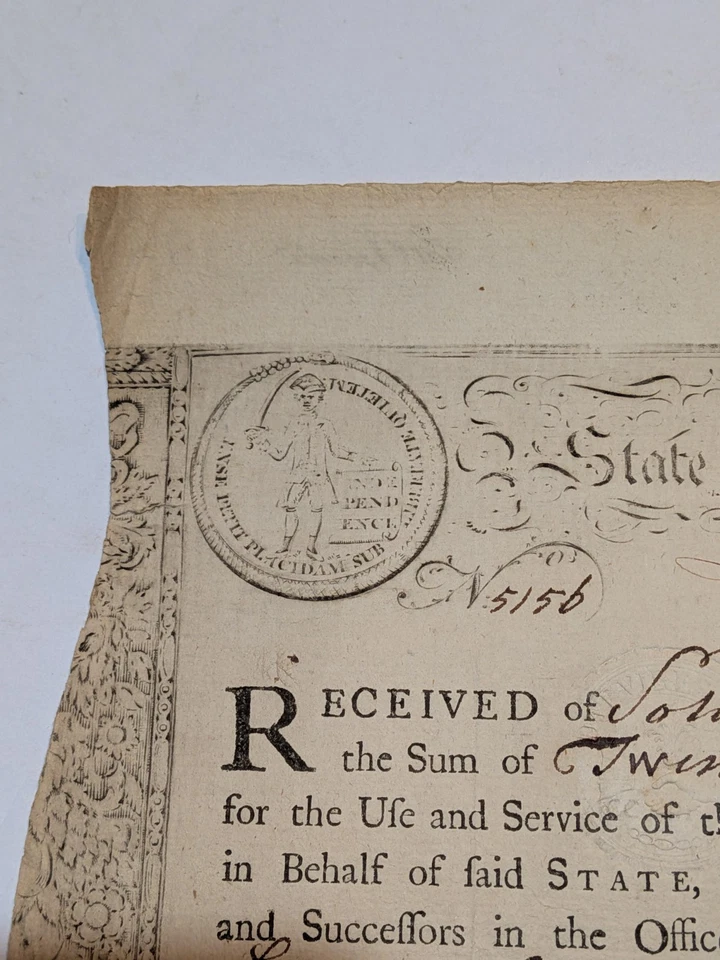 ENSE PETIT PLACIDAM SUB LIBERTATE QUIETEM
INDE
PEND
ENCE
State
No. 5156
RECEIVED of
the Sum of
for the Uſe and Service of
in Behalf of ſaid STATE,
and Succeſſors in the Offic